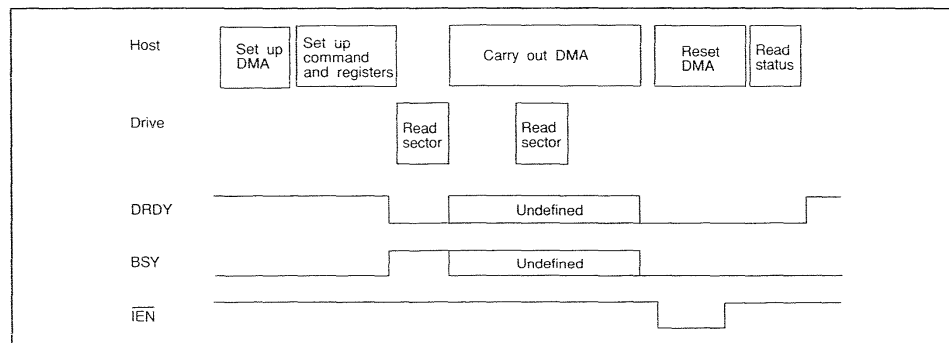 Host
Set up
DMA
Set up
command
and registers
Carry out DMA
Reset
DMA
Read
status
Drive
Read
sector
Read
sector
DRDY
Undefined
BSY
Undefined
IEN